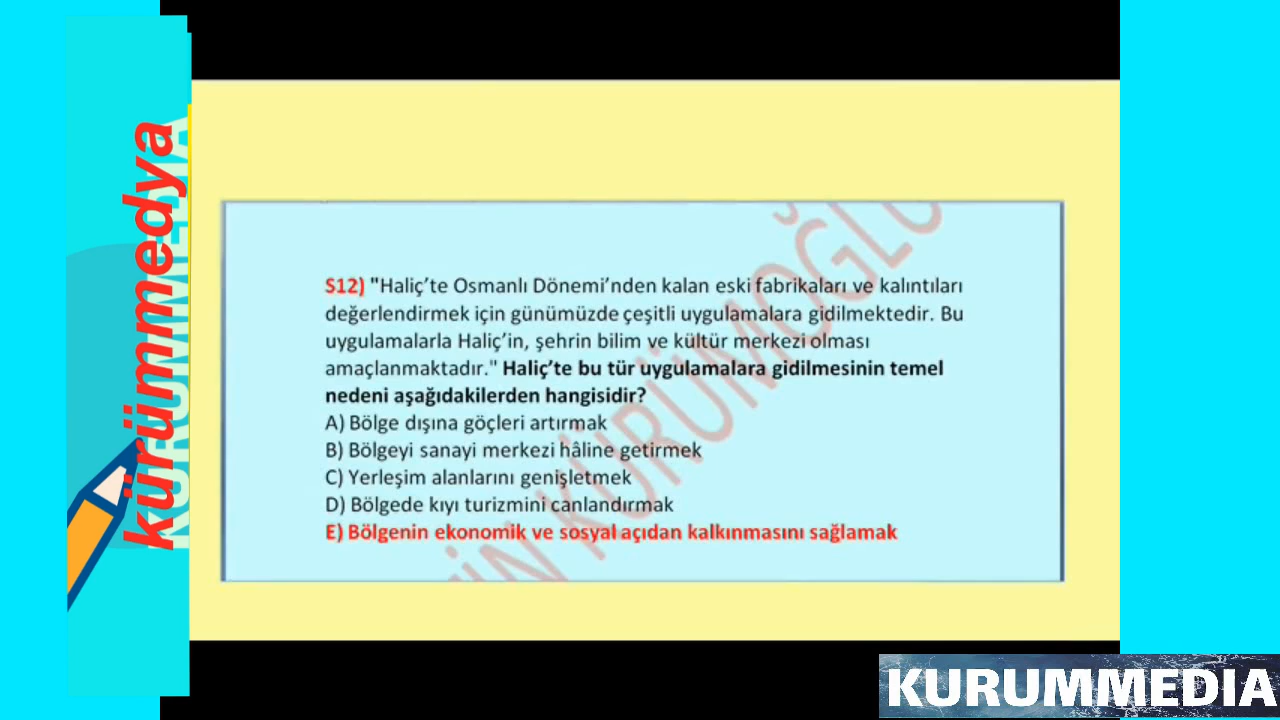 kürümmedya
KURUMMEDIA
S12) "Haliç’te Osmanlı Dönemi’nden kalan eski fabrikaları ve kalıntıları
değerlendirmek için günümüzde çeşitli uygulamalara gidilmektedir. Bu
uygulamalarla Haliç’in, şehrin bilim ve kültür merkezi olması
amaçlanmaktadır." Haliç’te bu tür uygulamalara gidilmesinin temel
nedeni aşağıdakilerden hangisidir?
A) Bölge dışına göçleri artırmak
B) Bölgeyi sanayi merkezi hâline getirmek
C) Yerleşim alanlarını genişletmek
D) Bölgede kıyı turizmini canlandırmak
E) Bölgenin ekonomik ve sosyal açıdan kalkınmasını sağlamak
KÜRÜMOĞLU
KURUMMEDIA